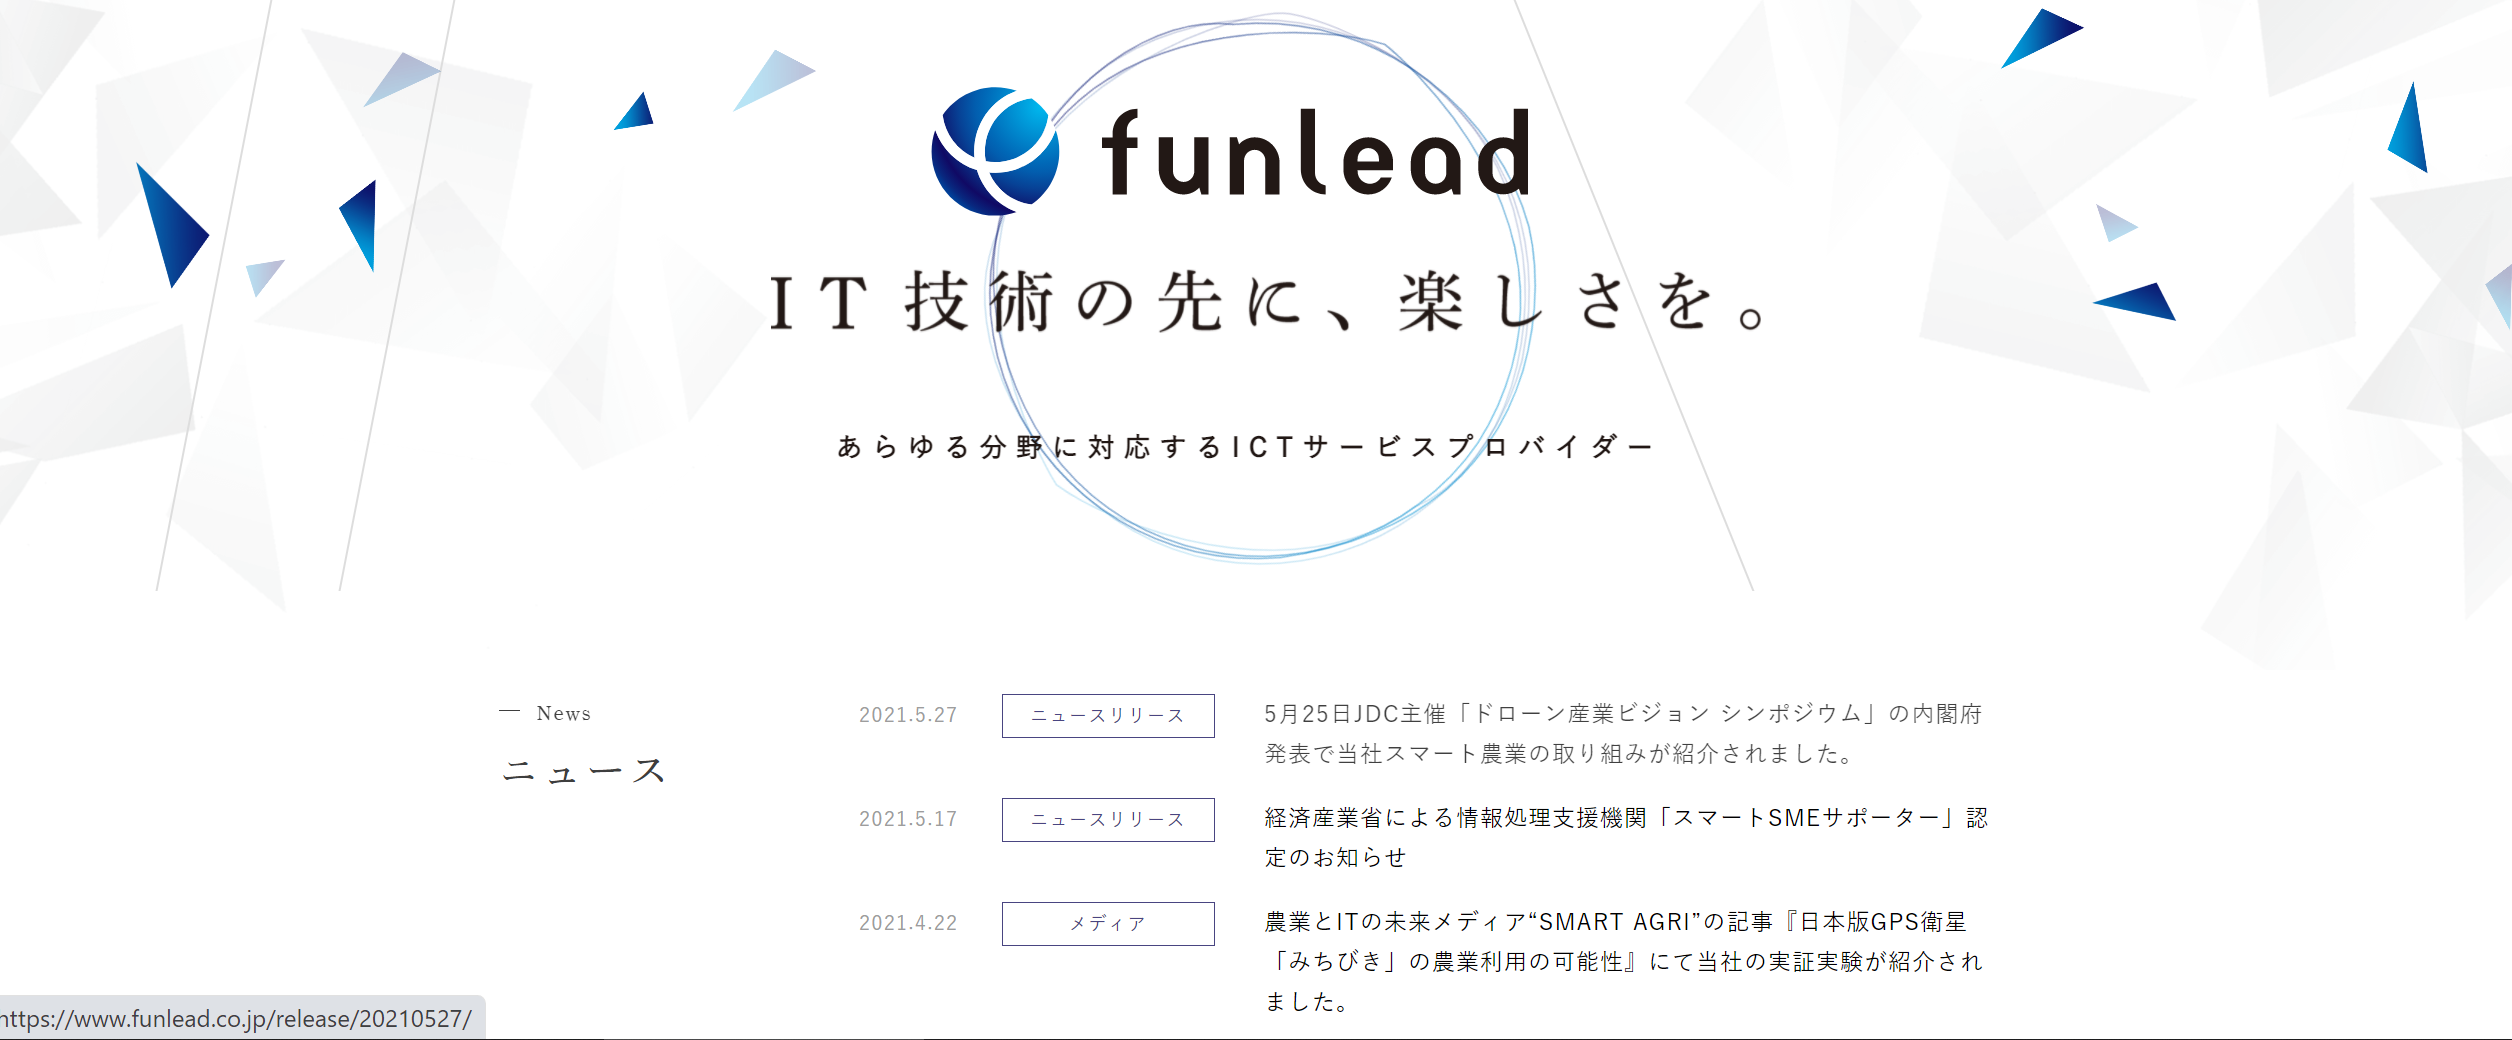 funlead
IT技術の先に、楽しさを。
あらゆる分野に対応するICTサービスプロバイダー
News
ニュース
2021.5.27
ニュースリリース
5月25日JDC主催「ドローン産業ビジョン シンポジウム」の内閣府
発表で当社スマート農業の取り組みが紹介されました。
2021.5.17
ニュースリリース
経済産業省による情報処理支援機関「スマートSMEサポーター」認
定のお知らせ
2021.4.22
メディア
農業とITの未来メディア“SMART AGRI”の記事『日本版GPS衛星
「みちびき」の農業利用の可能性』にて当社の実証実験が紹介され
ました。
https://www.funlead.co.jp/release/20210527/